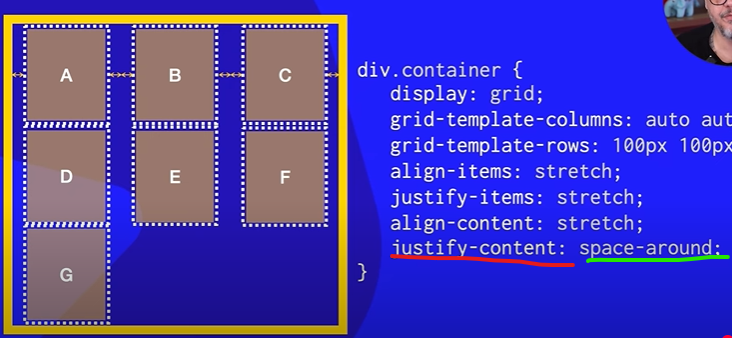 A B C
D E F
G
div.container {
display: grid;
grid-template-columns: auto aut
grid-template-rows: 100px 100px
align-items: stretch;
justify-items: stretch;
align-content: stretch;
justify-content: space-around;
}